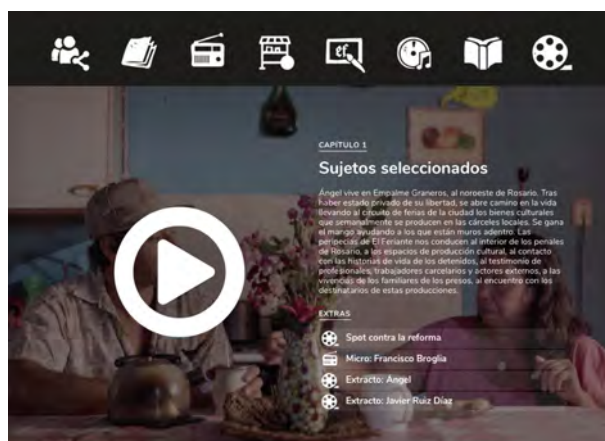 ef
CAPÍTULO 1
Sujetos seleccionados
Ángel vive en Empalme Graneros, al noroeste de Rosario. Tras
haber estado privado de su libertad, se abre camino en la vida
llevando al circuito de ferias de la ciudad los bienes culturales
que semanalmente se producen en las cárceles locales. Se gana
el mango ayudando a los que están muros adentro. Las
peripecias de El Feriante nos conducen al interior de los penales
de Rosario, a los espacios de producción cultural, al contacto
con las historias de vida de los detenidos, al testimonio de
profesionales, trabajadores carcelarios y actores externos, a las
vivencias de los familiares de los presos, al encuentro con los
destinatarios de estas producciones.
EXTRAS
Spot contra la reforma
Micro: Francisco Broglia
Extracto: Ángel
Extracto: Javier Ruiz Díaz